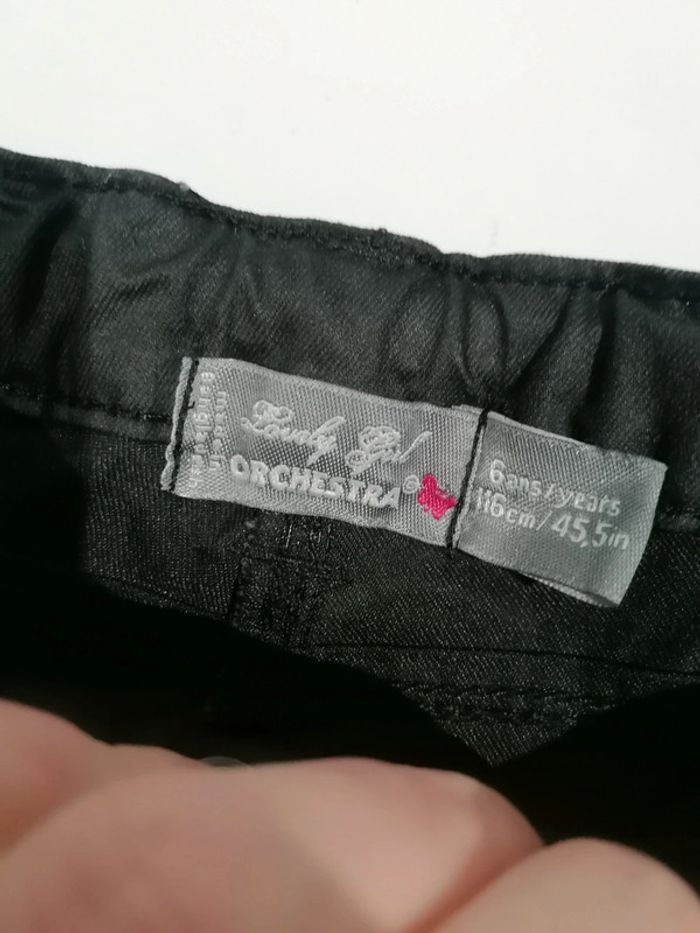 Lovely Girl
ORCHESTRA®
6ans/years
116cm/45,5in